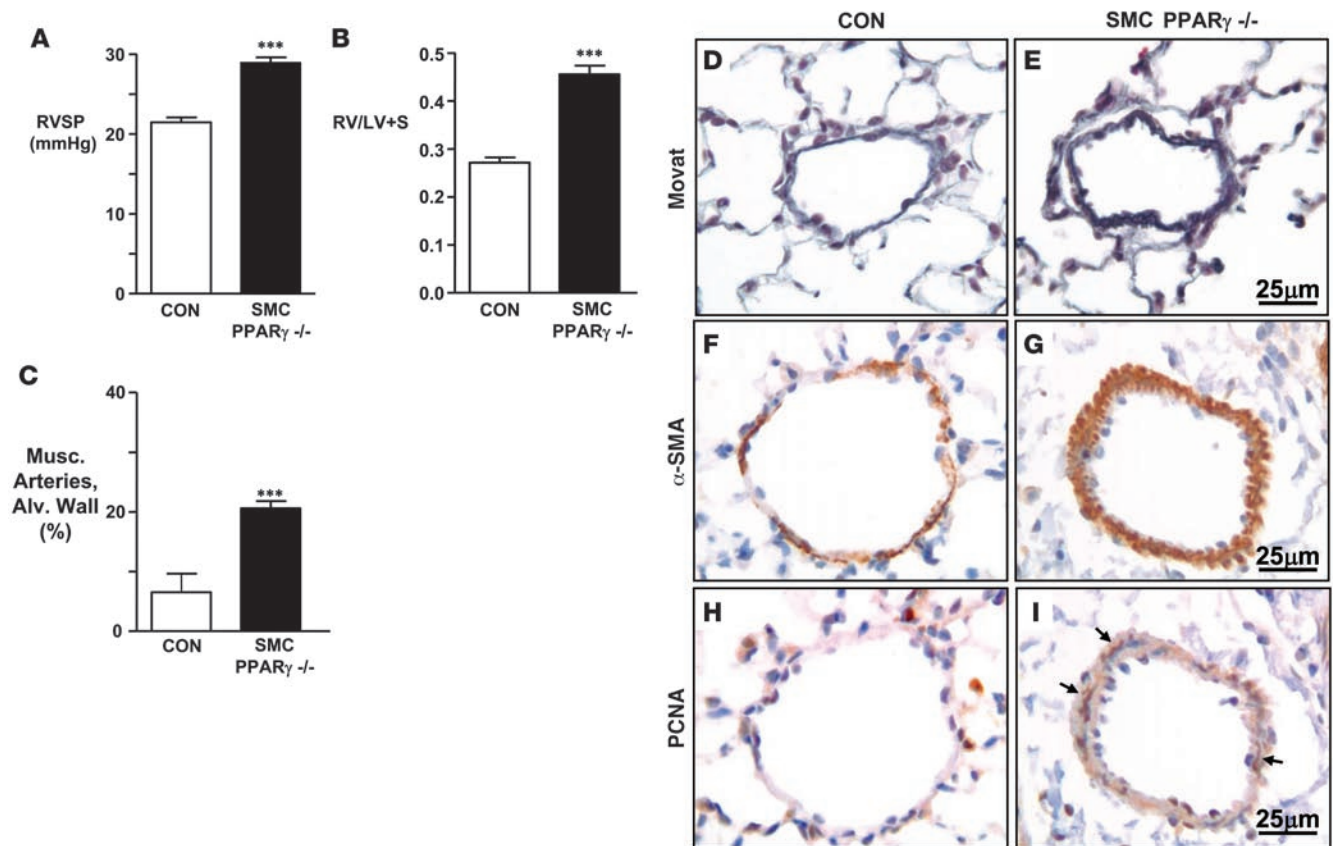 A
RVSP
(mmHg)
30
20
10
0
***
CON
SMC
PPARγ -/-
B
RV/LV+S
0.5
0.4
0.3
0.2
0.1
0.0
***
CON
SMC
PPARγ -/-
C
Musc.
Arteries,
Alv. Wall
(%)
40
20
0
***
CON
SMC
PPARγ -/-
CON
SMC PPARγ -/-
Movat
D
E
25μm
α-SMA
F
G
25μm
PCNA
H
I
25μm